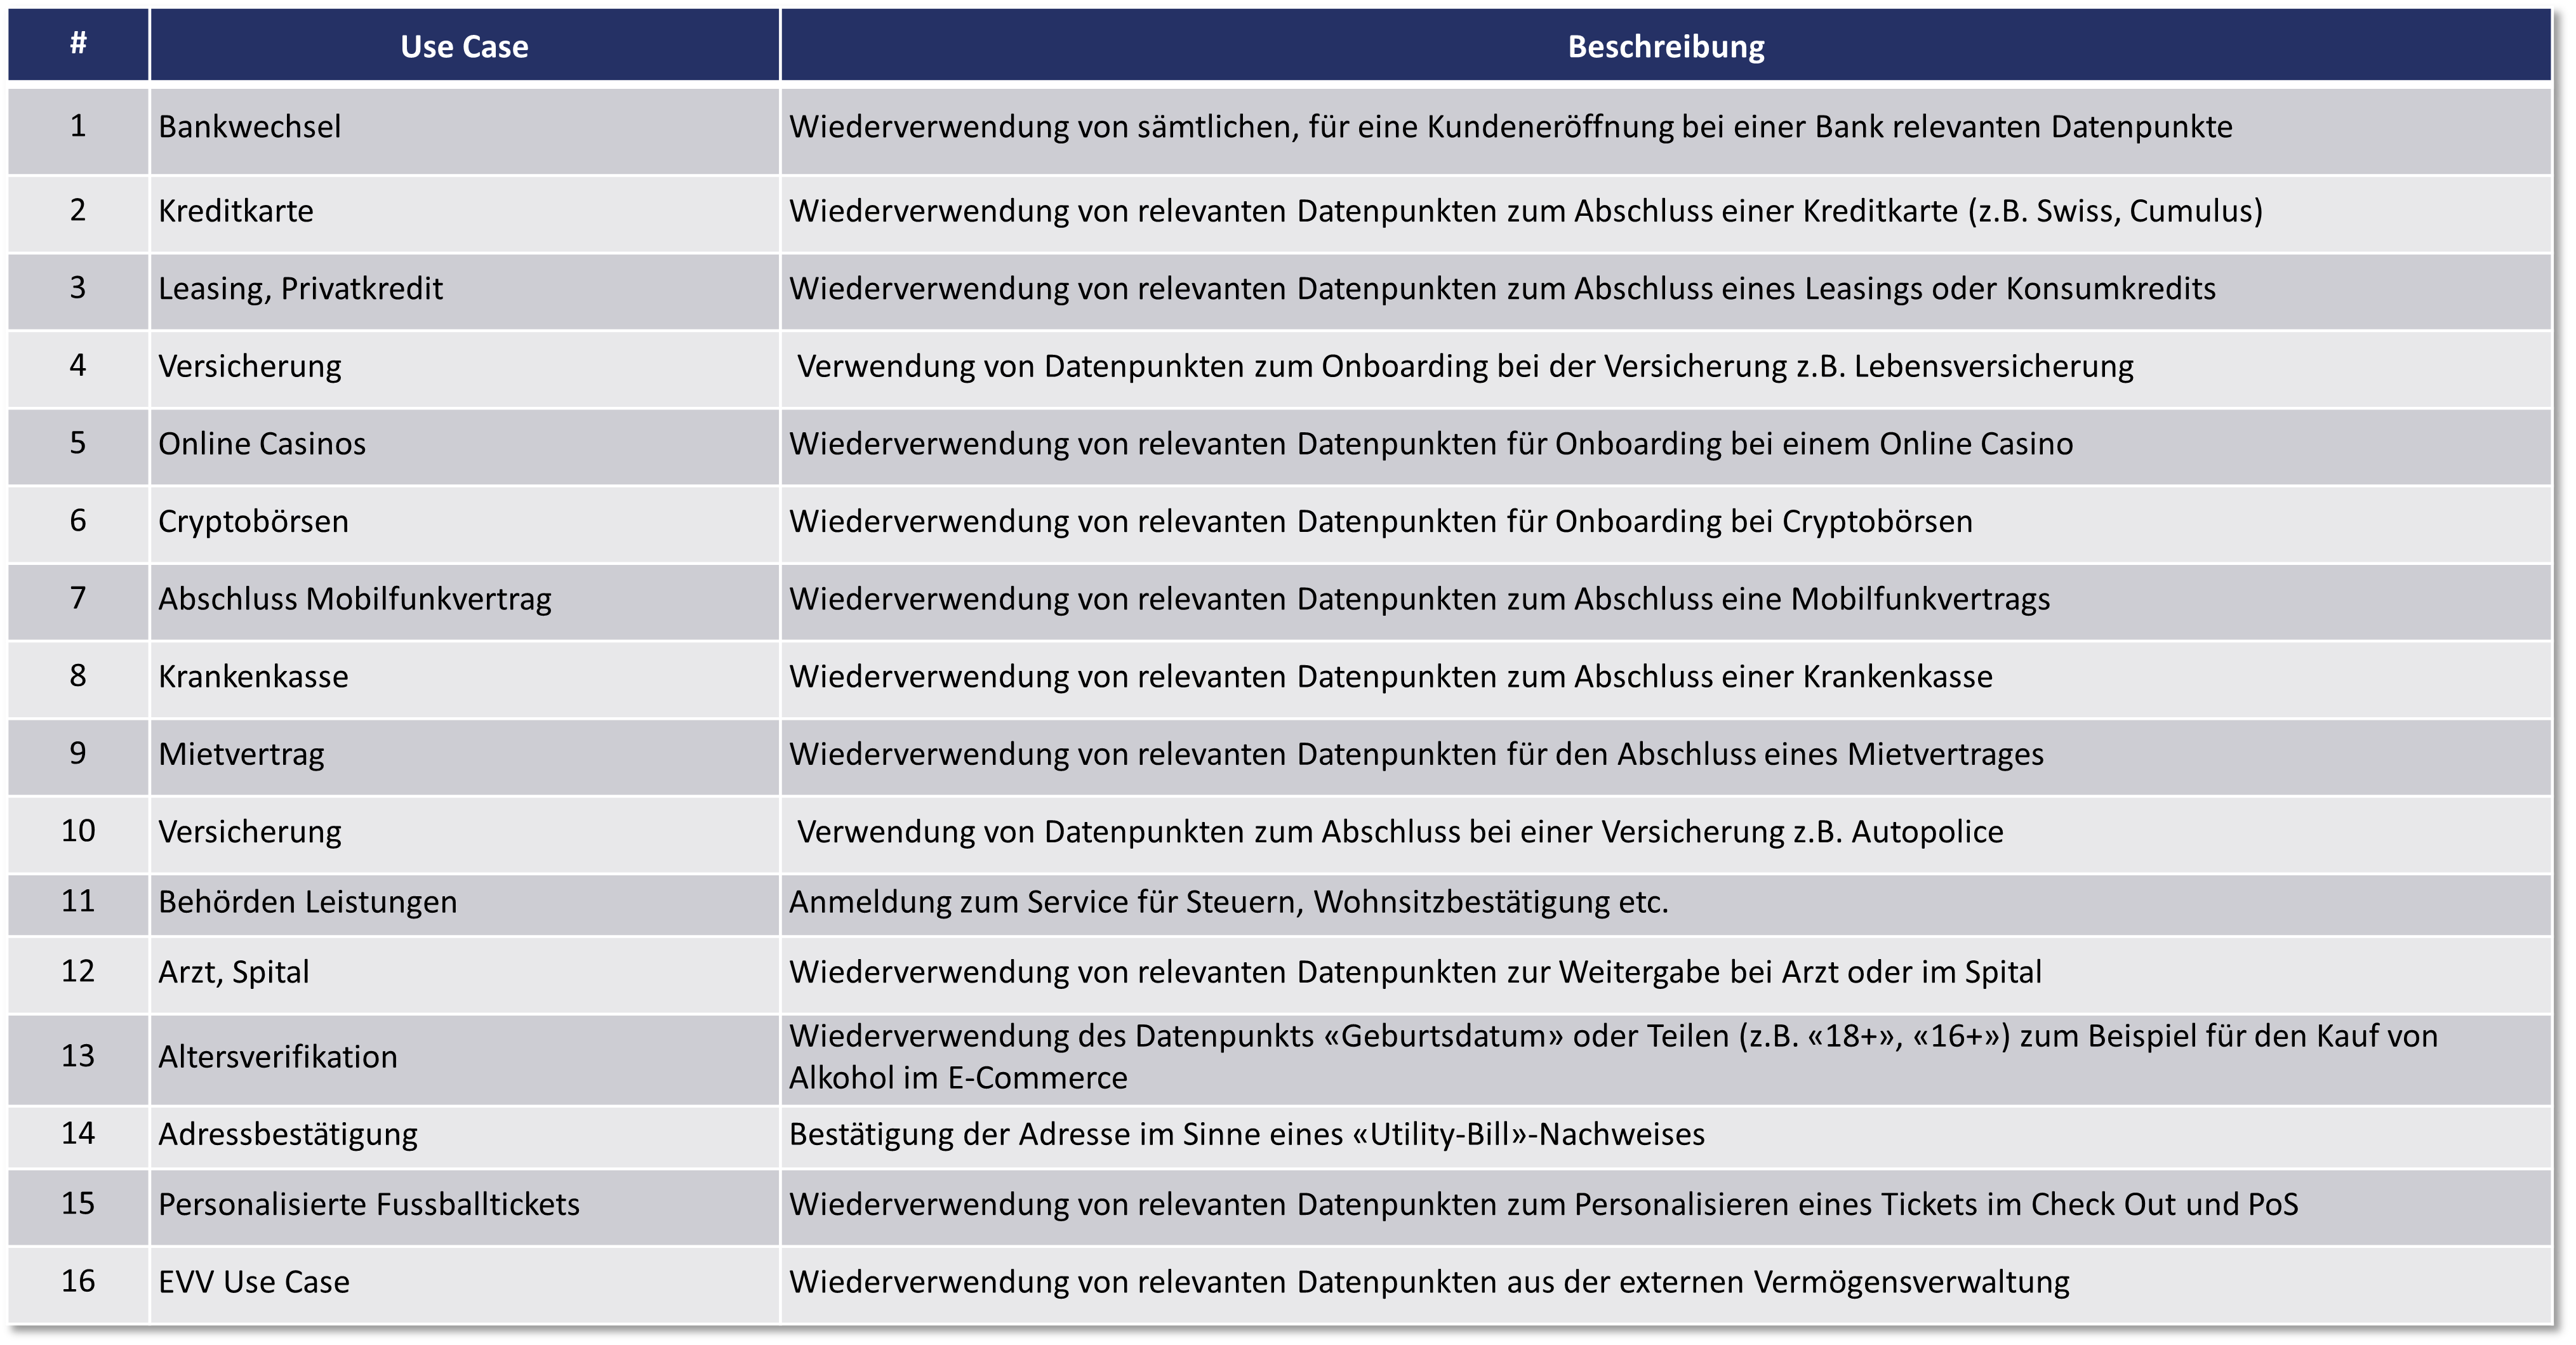 # Use Case Beschreibung
1 Bankwechsel Wiederverwendung von sämtlichen, für eine Kundeneröffnung bei einer Bank relevanten Datenpunkte
2 Kreditkarte Wiederverwendung von relevanten Datenpunkten zum Abschluss einer Kreditkarte (z.B. Swiss, Cumulus)
3 Leasing, Privatkredit Wiederverwendung von relevanten Datenpunkten zum Abschluss eines Leasings oder Konsumkredits
4 Versicherung Verwendung von Datenpunkten zum Onboarding bei der Versicherung z.B. Lebensversicherung
5 Online Casinos Wiederverwendung von relevanten Datenpunkten für Onboarding bei einem Online Casino
6 Cryptobörsen Wiederverwendung von relevanten Datenpunkten für Onboarding bei Cryptobörsen
7 Abschluss Mobilfunkvertrag Wiederverwendung von relevanten Datenpunkten zum Abschluss eine Mobilfunkvertrags
8 Krankenkasse Wiederverwendung von relevanten Datenpunkten zum Abschluss einer Krankenkasse
9 Mietvertrag Wiederverwendung von relevanten Datenpunkten für den Abschluss eines Mietvertrages
10 Versicherung Verwendung von Datenpunkten zum Abschluss bei einer Versicherung z.B. Autopolice
11 Behörden Leistungen Anmeldung zum Service für Steuern, Wohnsitzbestätigung etc.
12 Arzt, Spital Wiederverwendung von relevanten Datenpunkten zur Weitergabe bei Arzt oder im Spital
13 Altersverifikation Wiederverwendung des Datenpunkts «Geburtsdatum» oder Teilen (z.B. «18+», «16+») zum Beispiel für den Kauf von
Alkohol im E-Commerce
14 Adressbestätigung Bestätigung der Adresse im Sinne eines «Utility-Bill»-Nachweises
15 Personalisierte Fussballtickets Wiederverwendung von relevanten Datenpunkten zum Personalisieren eines Tickets im Check Out und PoS
16 EVV Use Case Wiederverwendung von relevanten Datenpunkten aus der externen Vermögensverwaltung